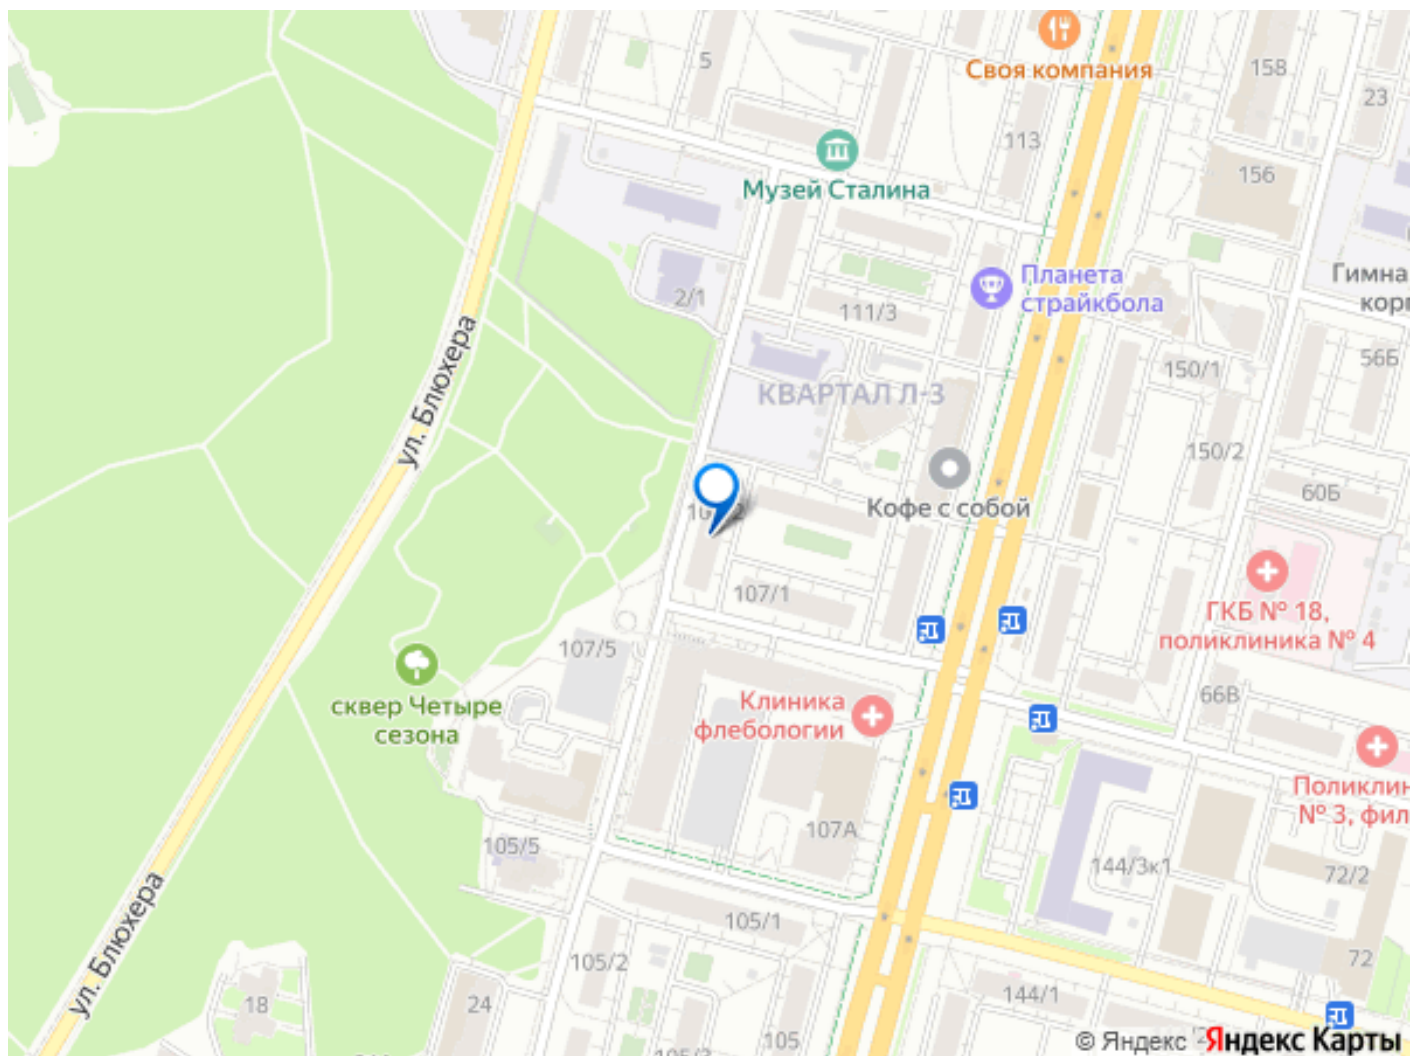 Своя компания
158
5
23
113
Музей Сталина
156
Планета
страйкбола
Гимна
корп
2/1
111/3
ул. Блюхера
150/1
56Б
КВАРТАЛ Л-3
150/2
60Б
Кофе с собой
107/1
ГКБ № 18,
поликлиника № 4
107/5
66В
сквер Четыре
сезона
Клиника
флебологии
Поликлин
№ 3, фил
107А
105/5
144/3к1
72/2
ул. Блюхера
105/1
105/2
72
18
24
144/1
105
© Яндекс
Яндекс Карты